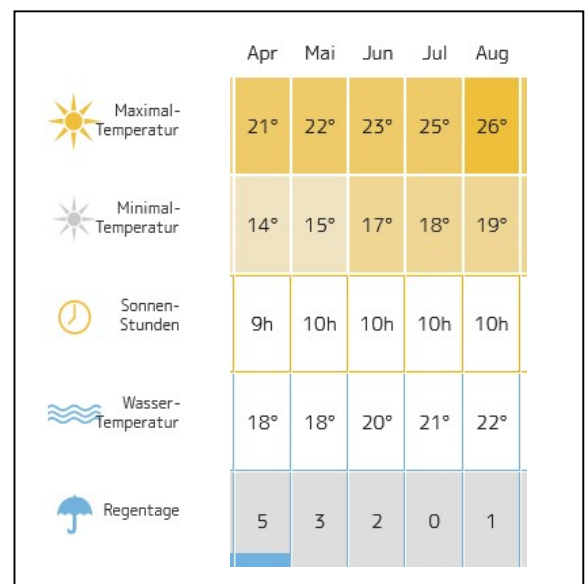 Apr Mai Jun Jul Aug
Maximal-
Temperatur
21° 22° 23° 25° 26°
Minimal-
Temperatur
14° 15° 17° 18° 19°
Sonnen-
Stunden
9h 10h 10h 10h 10h
Wasser-
Temperatur
18° 18° 20° 21° 22°
Regentage
5 3 2 0 1